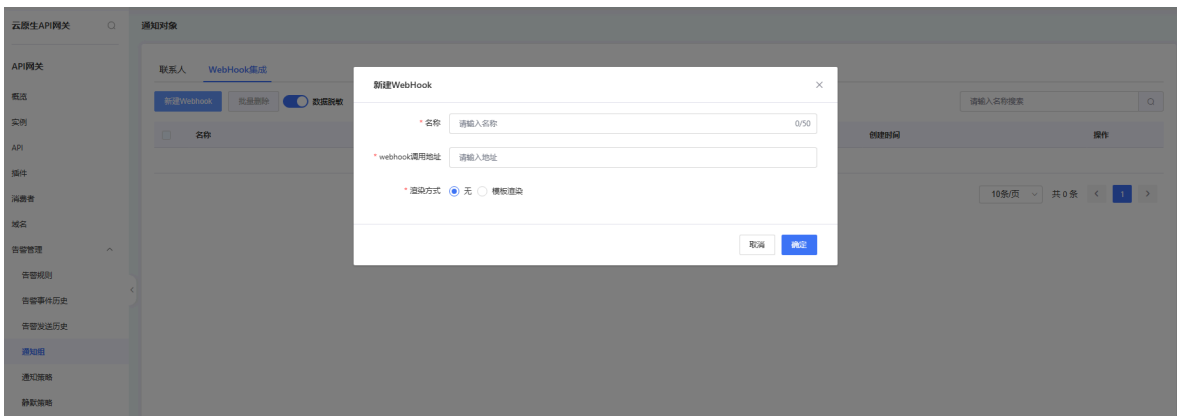 云原生API网关
通知对象
API网关
概览
实例
API
插件
消费者
域名
告警管理
告警规则
告警事件历史
告警发送历史
通知组
通知策略
静默策略
联系人 WebHook集成
新建Webhook 批量删除 数据脱敏 请输入名称搜索
名称 创建时间 操作
10条/页 共 0 条 < 1 >
新建WebHook
* 名称 请输入名称 0/50
* webhook调用地址 请输入地址
* 渲染方式 无 模板渲染
取消 确定